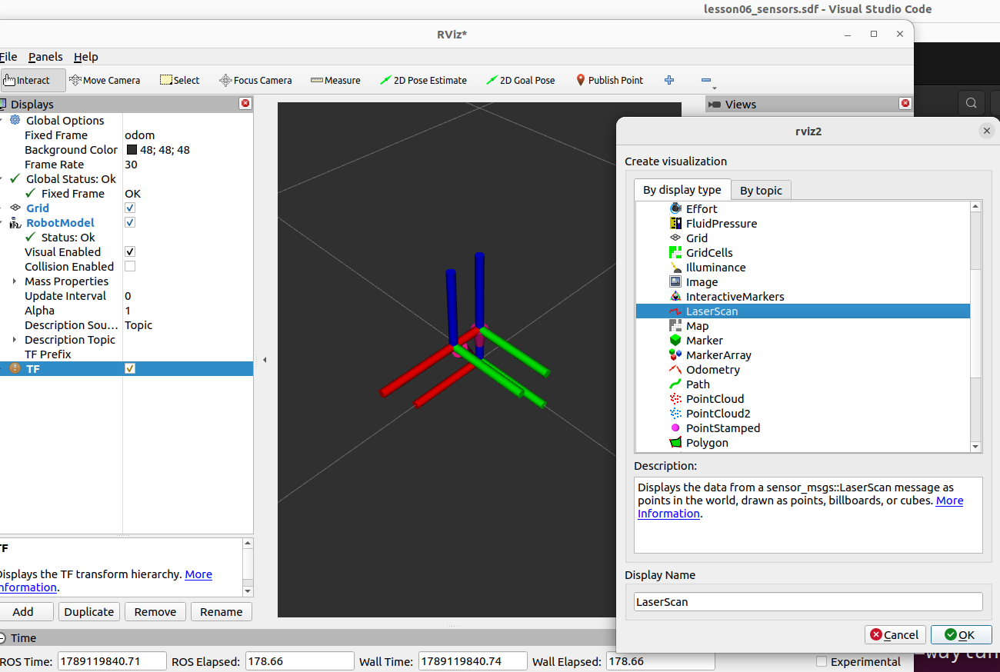 lesson06_sensors.sdf - Visual Studio Code
RViz*
File Panels Help
Interact Move Camera Select Focus Camera Measure 2D Pose Estimate 2D Goal Pose Publish Point
Displays
Global Options
Fixed Frame odom
Background Color 48; 48; 48
Frame Rate 30
Global Status: Ok
Fixed Frame OK
Grid
RobotModel
Status: Ok
Visual Enabled
Collision Enabled
Mass Properties
Update Interval 0
Alpha 1
Description Sou... Topic
Description Topic
TF Prefix
TF
TF
Displays the TF transform hierarchy. More
Information.
Add Duplicate Remove Rename
Views
rviz2
Create visualization
By display type By topic
Effort
FluidPressure
Grid
GridCells
Illuminance
Image
InteractiveMarkers
LaserScan
Map
Marker
MarkerArray
Odometry
Path
PointCloud
PointCloud2
PointStamped
Polygon
Description:
Displays the data from a sensor_msgs::LaserScan message as
points in the world, drawn as points, billboards, or cubes. More
Information.
Display Name
LaserScan
Cancel OK
Time
ROS Time: 1789119840.71 ROS Elapsed: 178.66 Wall Time: 1789119840.74 Wall Elapsed: 178.66 Experimental